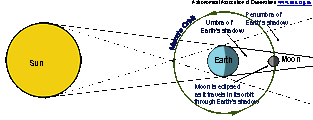 Astronomical Association of Queensland
Penumbra of
Earth's shadow
Umbra of
Earth's shadow
Moon's Orbit
Sun
Earth
Moon
Moon is eclipsed
as it travels in its orbit
through Earth's shadow